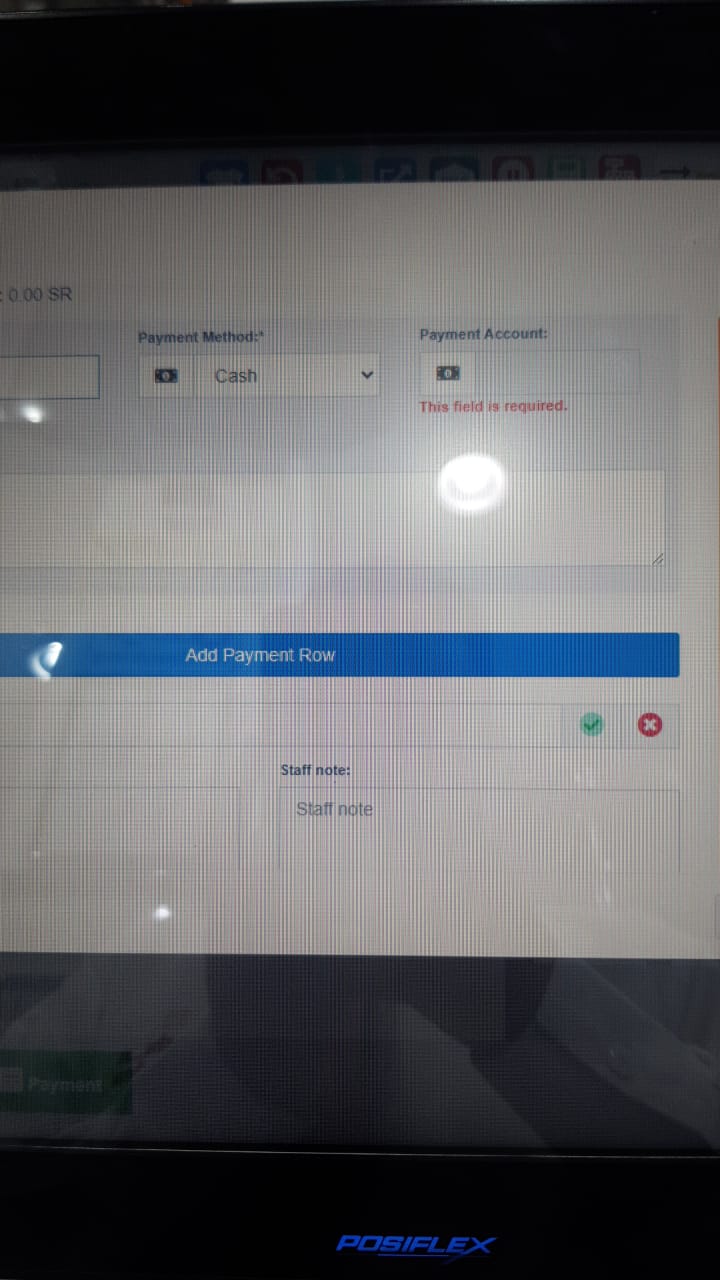 : 0.00 SR
Payment Method:*
Payment Account:
Cash
This field is required.
Add Payment Row
Staff note:
Staff note
Payment
POSIFLEX